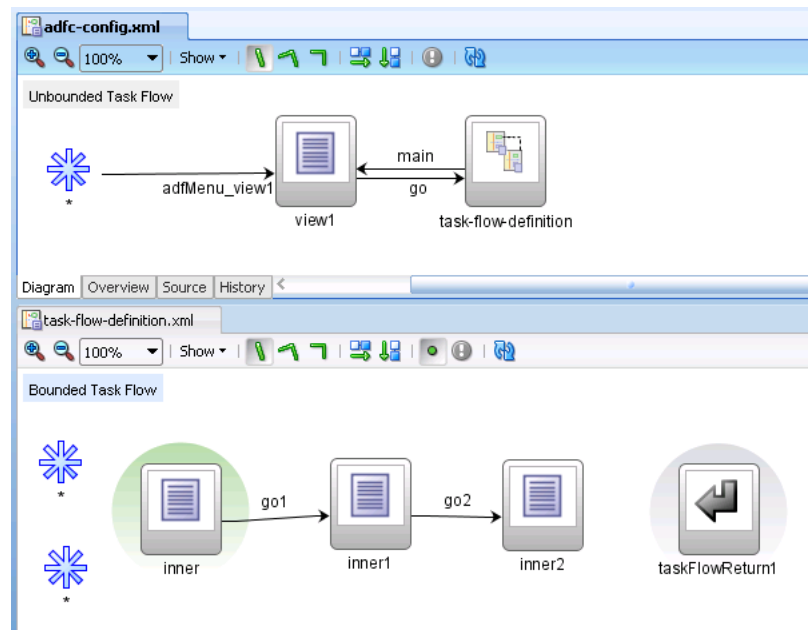 adfc-config.xml
100% Show
Unbounded Task Flow
main
adfMenu_view1
go
*
view1
task-flow-definition
Diagram Overview Source History
task-flow-definition.xml
100% Show
Bounded Task Flow
go1
go2
*
inner
inner1
inner2
taskFlowReturn1
*